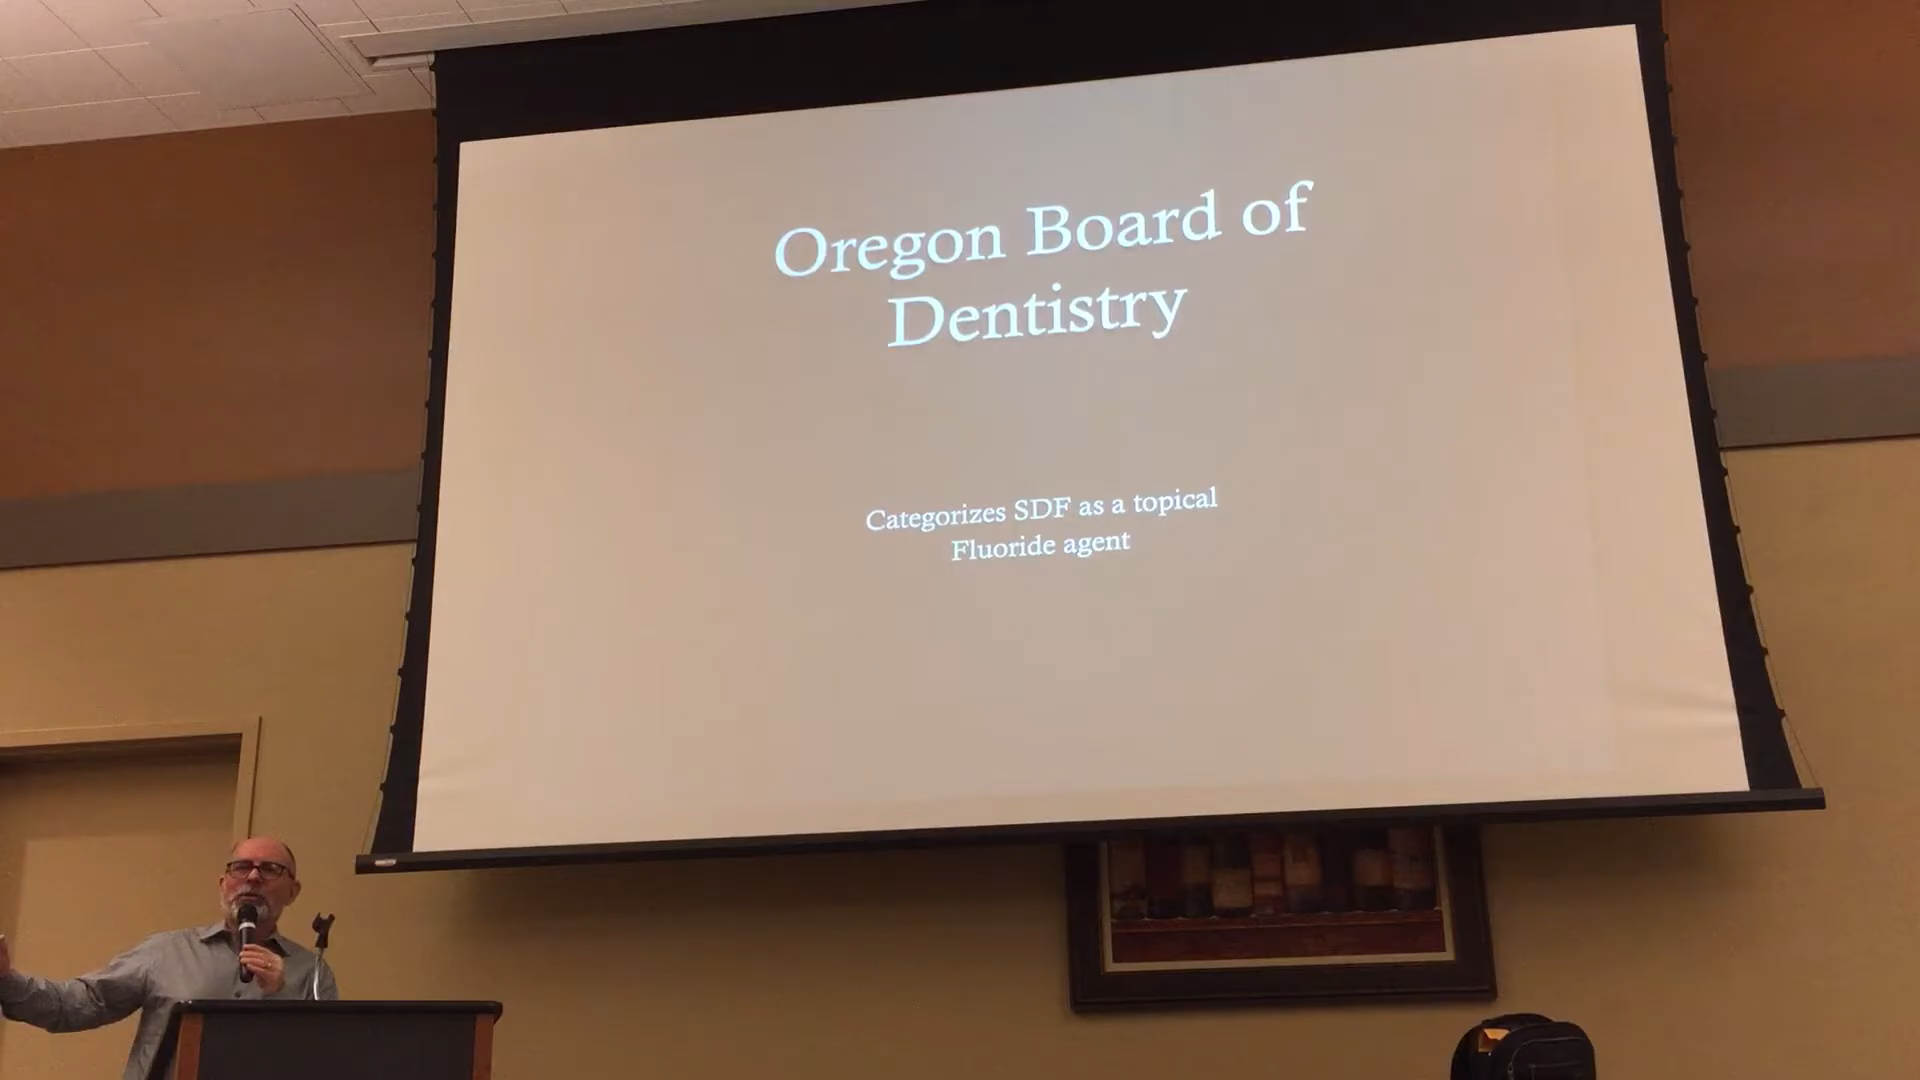 Oregon Board of
Dentistry
Categorizes SDF as a topical
Fluoride agent